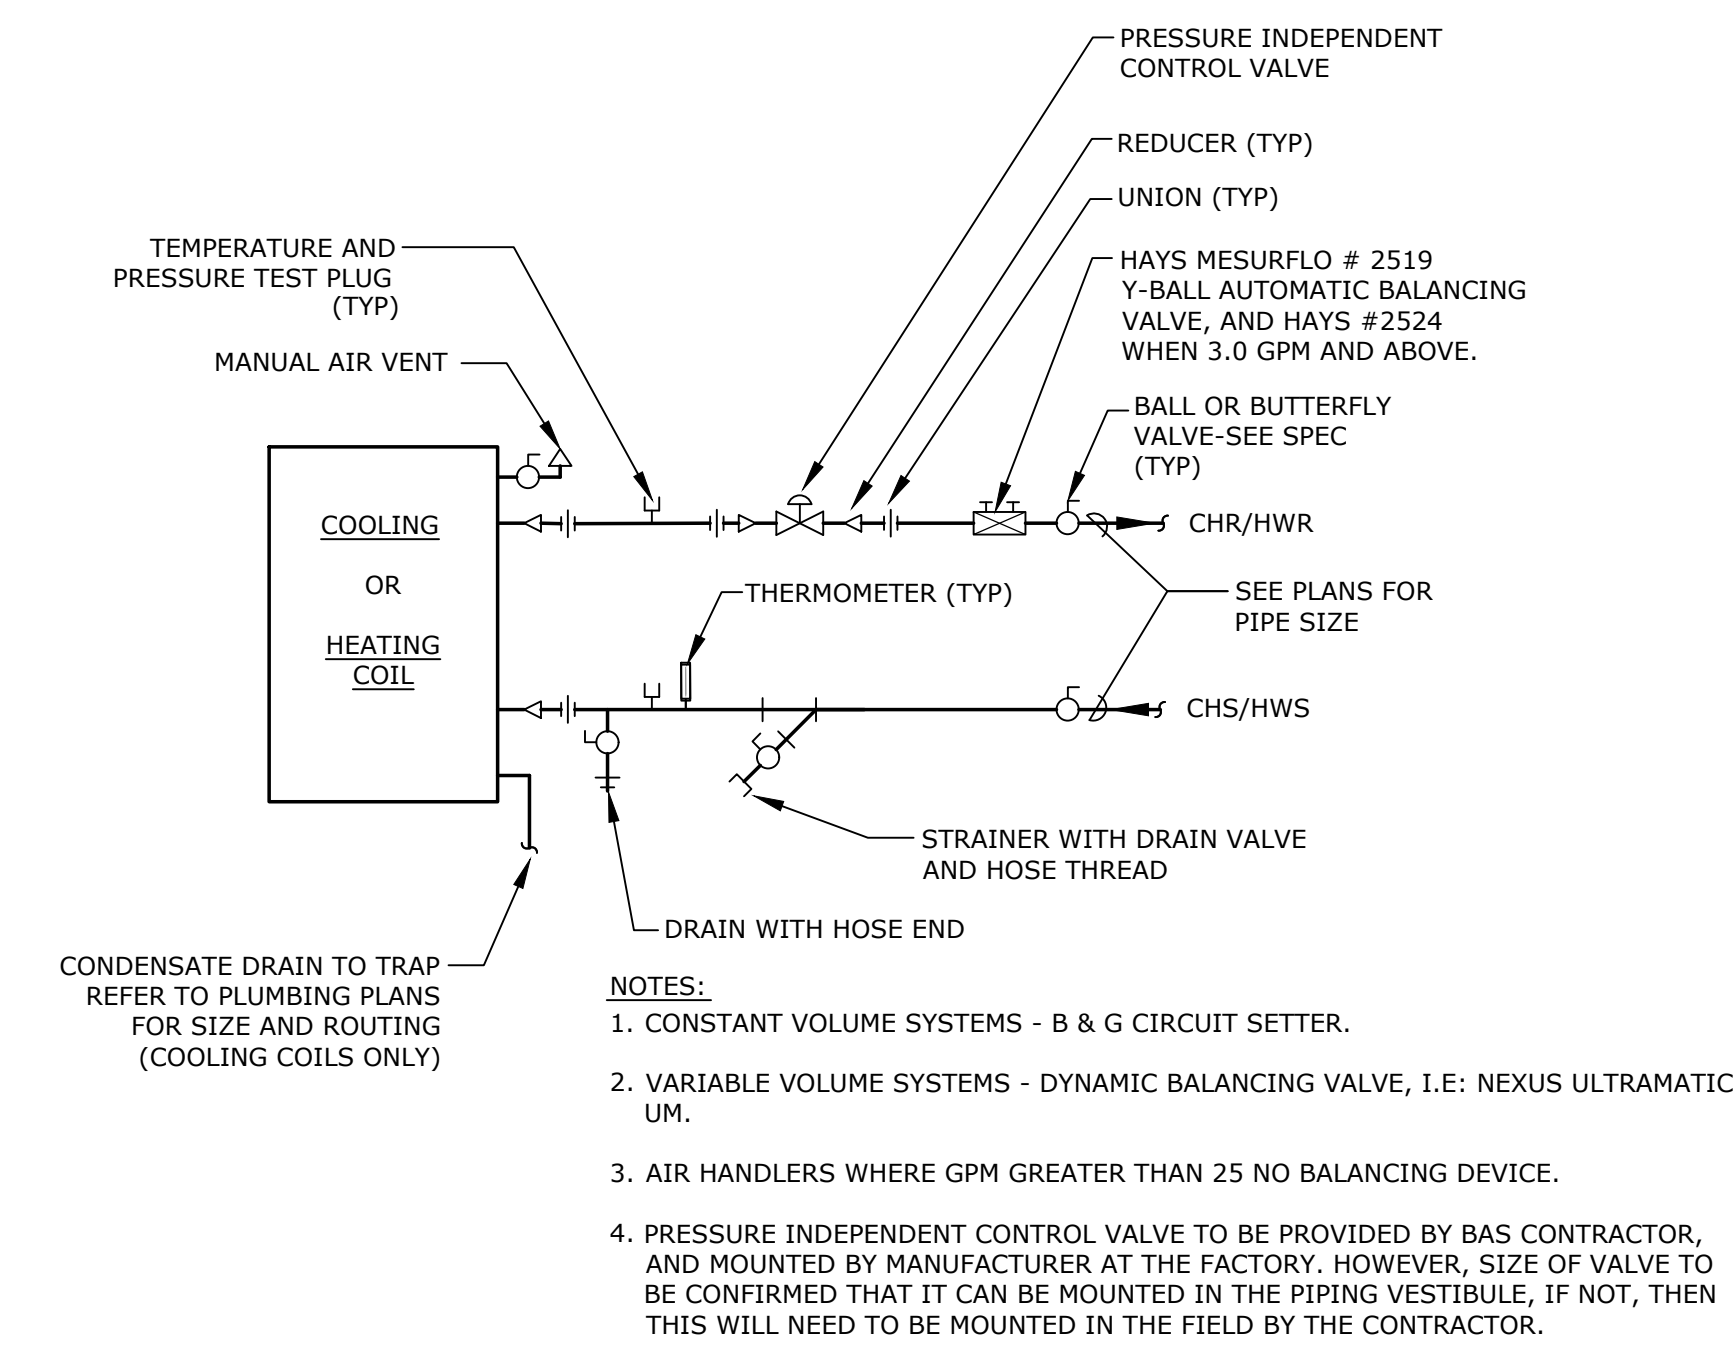 PRESSURE INDEPENDENT
CONTROL VALVE
REDUCER (TYP)
UNION (TYP)
TEMPERATURE AND
PRESSURE TEST PLUG
(TYP)
HAYS MESURFLO # 2519
Y-BALL AUTOMATIC BALANCING
VALVE, AND HAYS #2524
WHEN 3.0 GPM AND ABOVE.
MANUAL AIR VENT
BALL OR BUTTERFLY
VALVE-SEE SPEC
(TYP)
COOLING
OR
HEATING
COIL
CHR/HWR
THERMOMETER (TYP)
SEE PLANS FOR
PIPE SIZE
CHS/HWS
STRAINER WITH DRAIN VALVE
AND HOSE THREAD
DRAIN WITH HOSE END
CONDENSATE DRAIN TO TRAP
REFER TO PLUMBING PLANS
FOR SIZE AND ROUTING
(COOLING COILS ONLY)
NOTES:
1. CONSTANT VOLUME SYSTEMS - B & G CIRCUIT SETTER.
2. VARIABLE VOLUME SYSTEMS - DYNAMIC BALANCING VALVE, I.E: NEXUS ULTRAMATIC
UM.
3. AIR HANDLERS WHERE GPM GREATER THAN 25 NO BALANCING DEVICE.
4. PRESSURE INDEPENDENT CONTROL VALVE TO BE PROVIDED BY BAS CONTRACTOR,
AND MOUNTED BY MANUFACTURER AT THE FACTORY. HOWEVER, SIZE OF VALVE TO
BE CONFIRMED THAT IT CAN BE MOUNTED IN THE PIPING VESTIBULE, IF NOT, THEN
THIS WILL NEED TO BE MOUNTED IN THE FIELD BY THE CONTRACTOR.